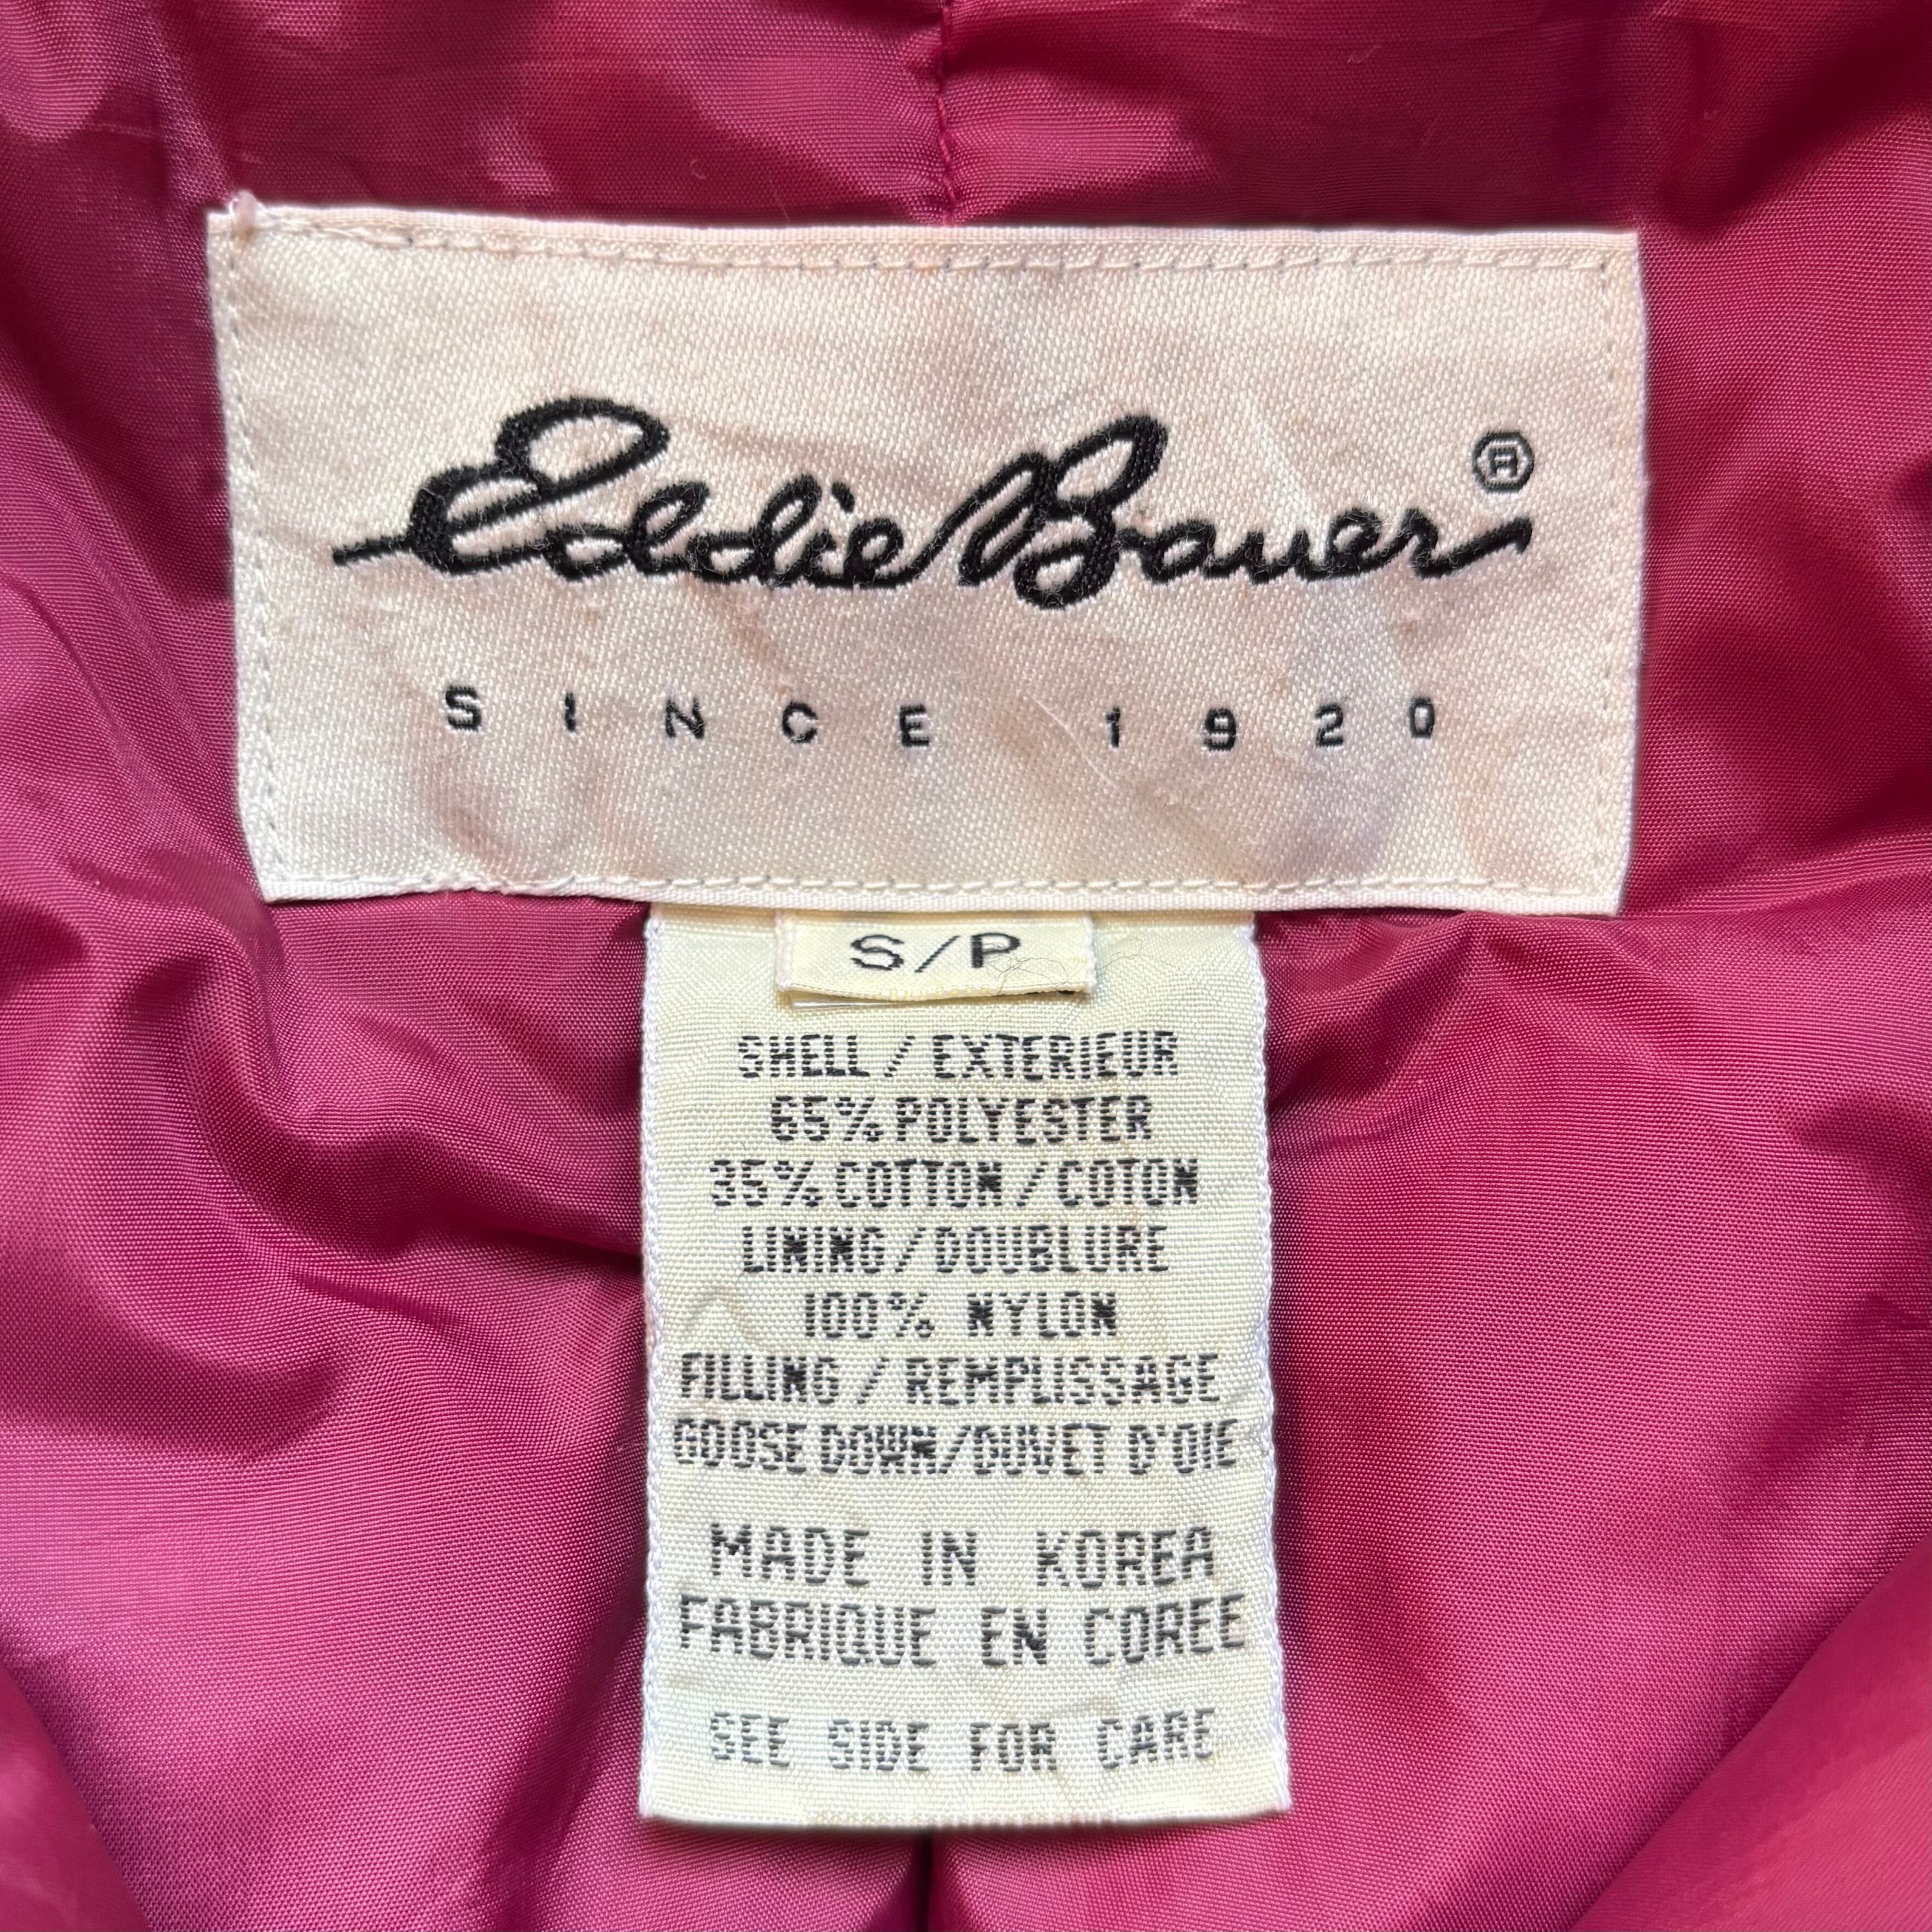 Eddie Bauer ®
SINCE 1920
S/P
SHELL / EXTERIEUR
65% POLYESTER
35% COTTON / COTON
LINING / DOUBLURE
100% NYLON
FILLING / REMPLISSAGE
GOOSE DOWN / DUVET D'OIE
MADE IN KOREA
FABRIQUE EN COREE
SEE SIDE FOR CARE